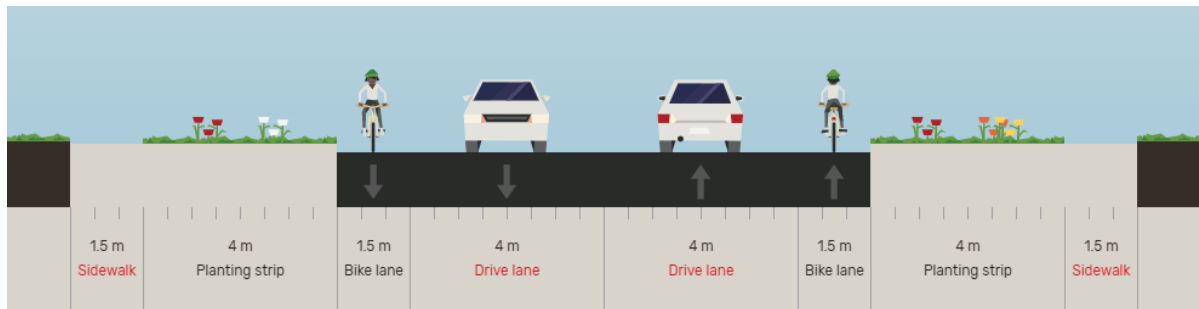 1.5 m
Sidewalk
4 m
Planting strip
1.5 m
Bike lane
4 m
Drive lane
4 m
Drive lane
1.5 m
Bike lane
4 m
Planting strip
1.5 m
Sidewalk